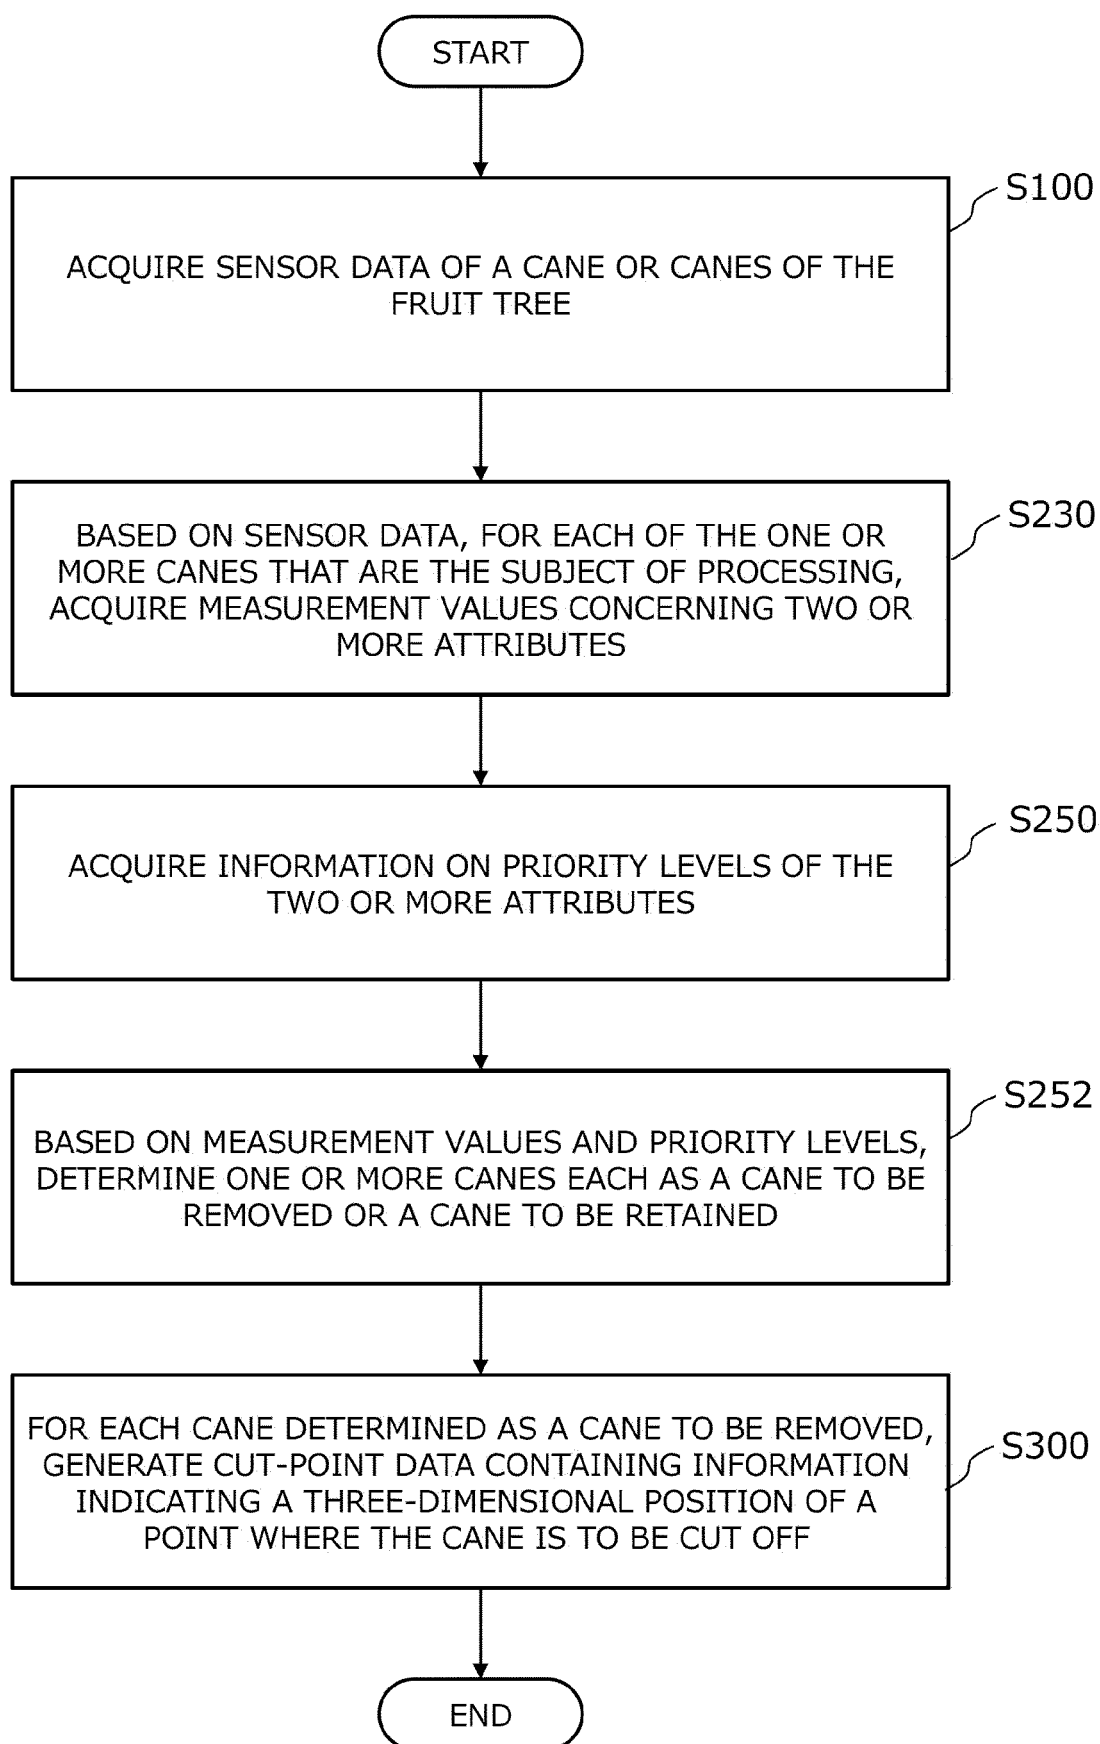 START
S100
ACQUIRE SENSOR DATA OF A CANE OR CANES OF THE
FRUIT TREE
S230
BASED ON SENSOR DATA, FOR EACH OF THE ONE OR
MORE CANES THAT ARE THE SUBJECT OF PROCESSING,
ACQUIRE MEASUREMENT VALUES CONCERNING TWO OR
MORE ATTRIBUTES
S250
ACQUIRE INFORMATION ON PRIORITY LEVELS OF THE
TWO OR MORE ATTRIBUTES
S252
BASED ON MEASUREMENT VALUES AND PRIORITY LEVELS,
DETERMINE ONE OR MORE CANES EACH AS A CANE TO BE
REMOVED OR A CANE TO BE RETAINED
S300
FOR EACH CANE DETERMINED AS A CANE TO BE REMOVED,
GENERATE CUT-POINT DATA CONTAINING INFORMATION
INDICATING A THREE-DIMENSIONAL POSITION OF A
POINT WHERE THE CANE IS TO BE CUT OFF
END